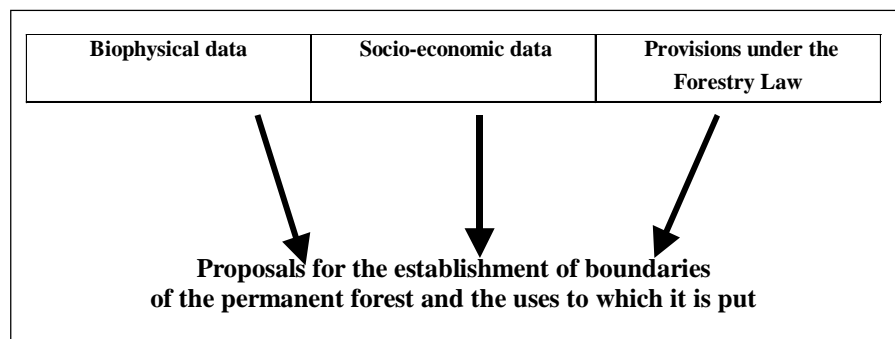 Biophysical data
Socio-economic data
Provisions under the
Forestry Law
Proposals for the establishment of boundaries
of the permanent forest and the uses to which it is put